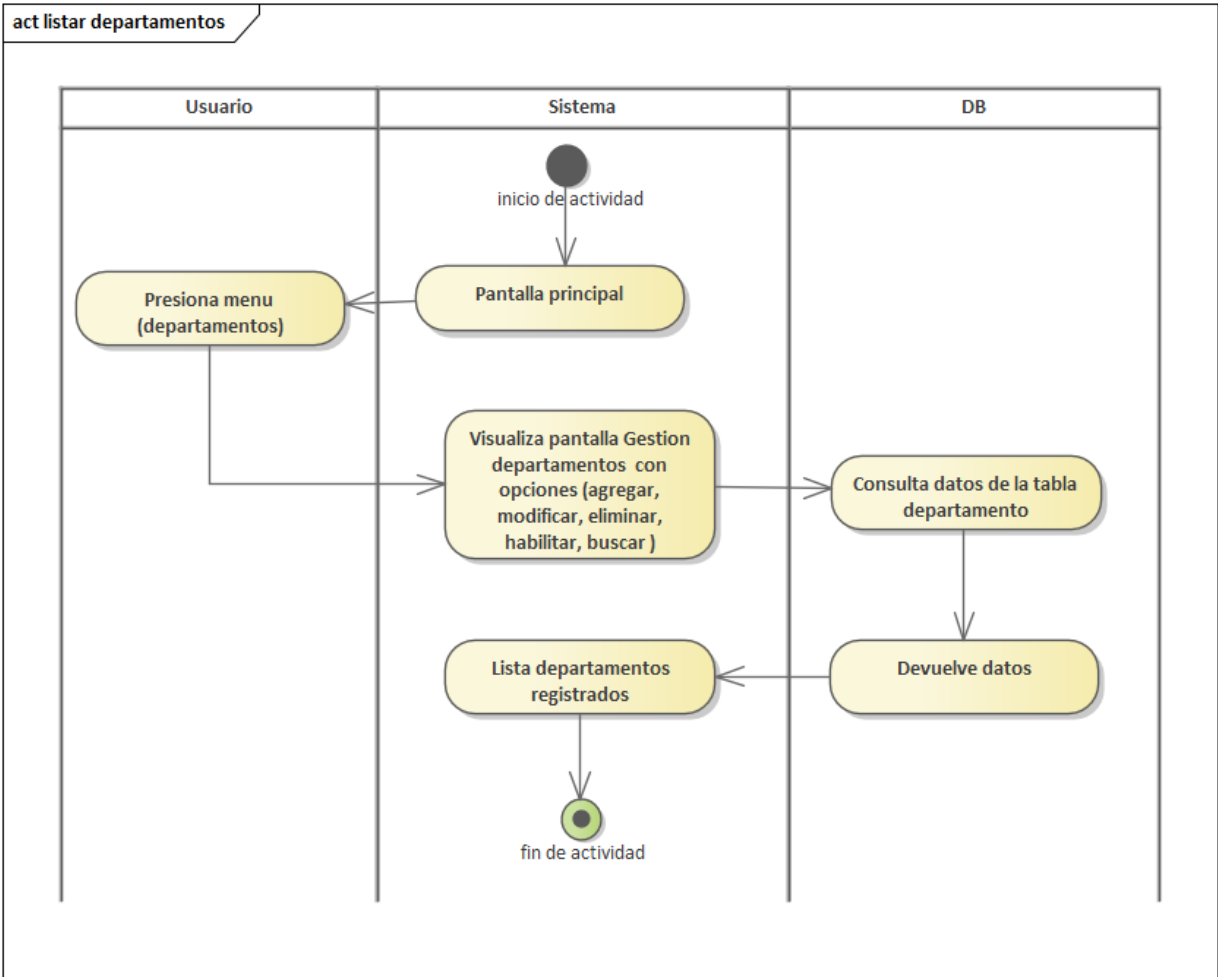 act listar departamentos
Usuario
Sistema
DB
inicio de actividad
Pantalla principal
Presiona menu
(departamentos)
Visualiza pantalla Gestion
departamentos con
opciones (agregar,
modificar, eliminar,
habilitar, buscar )
Consulta datos de la tabla
departamento
Devuelve datos
Lista departamentos
registrados
fin de actividad